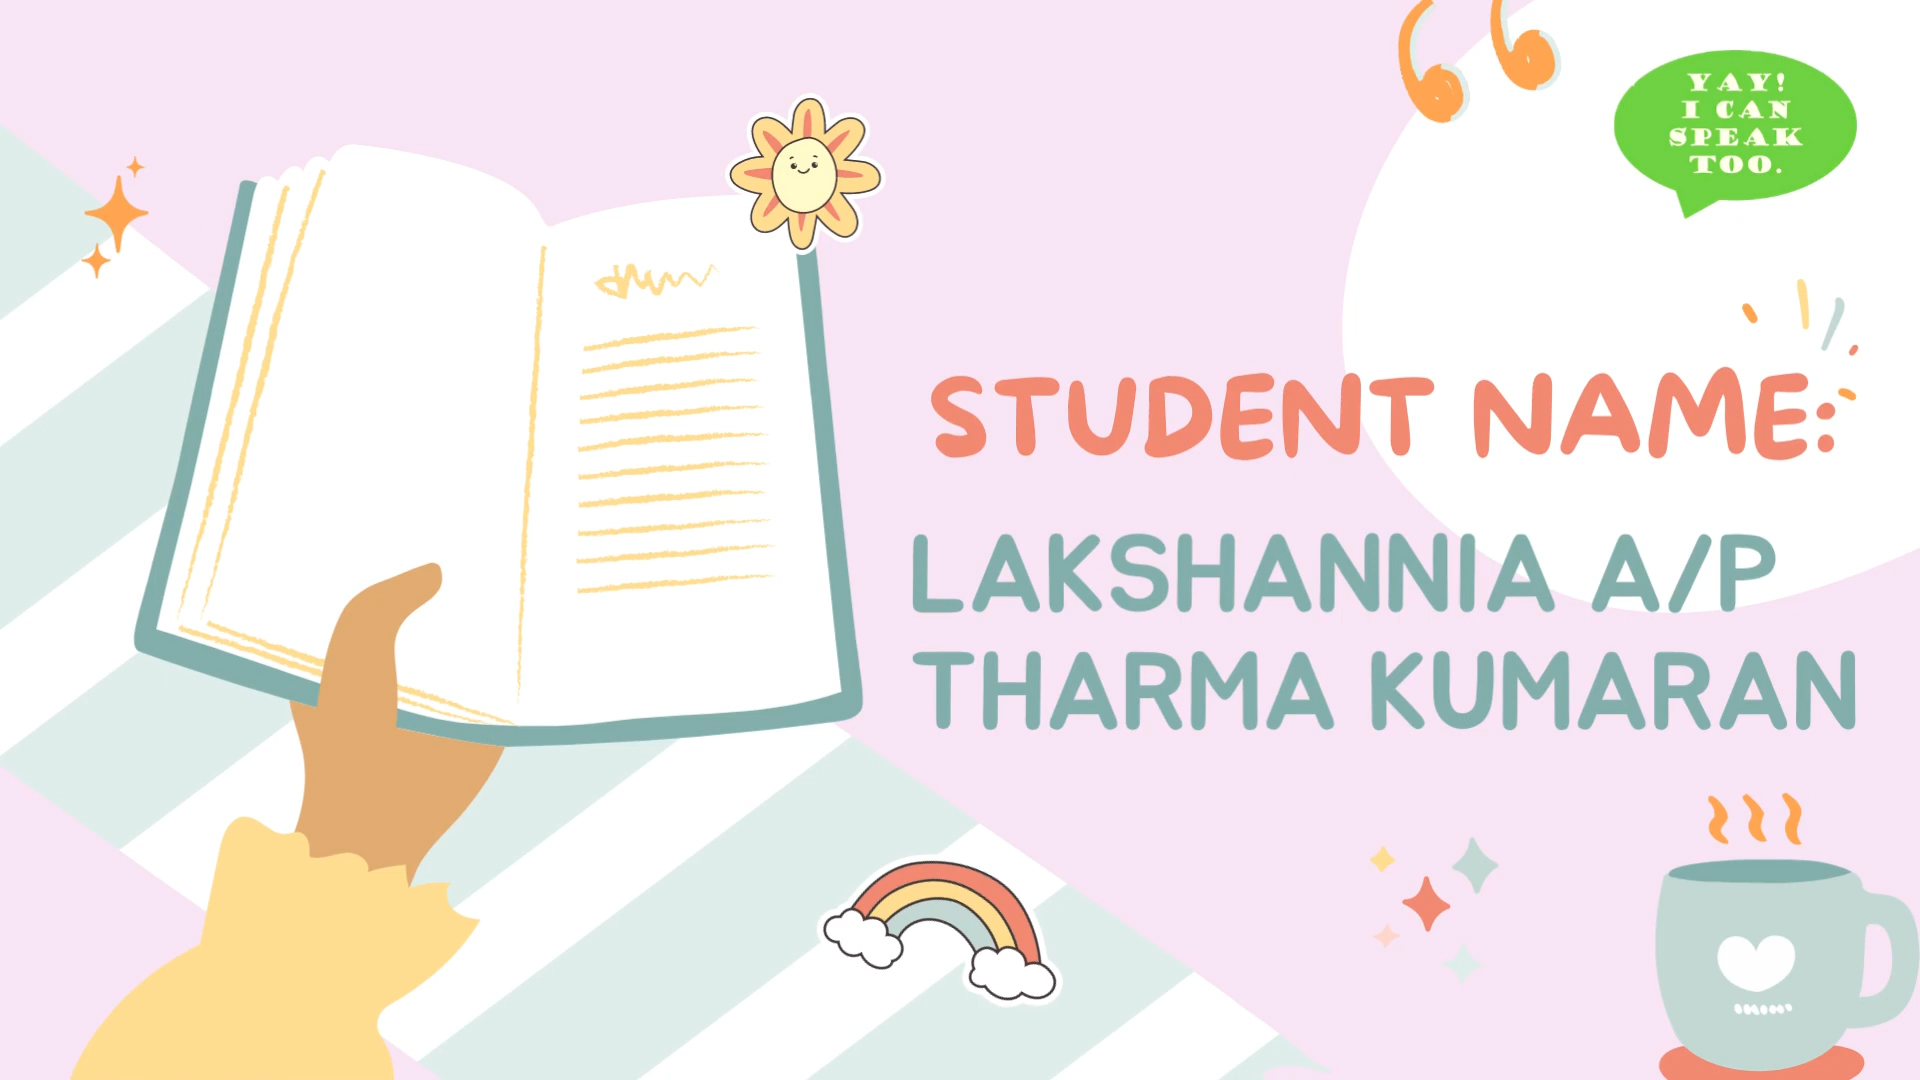 YAY!
I CAN
SPEAK
TOO.
STUDENT NAME:
LAKSHANNIA A/P
THARMA KUMARAN